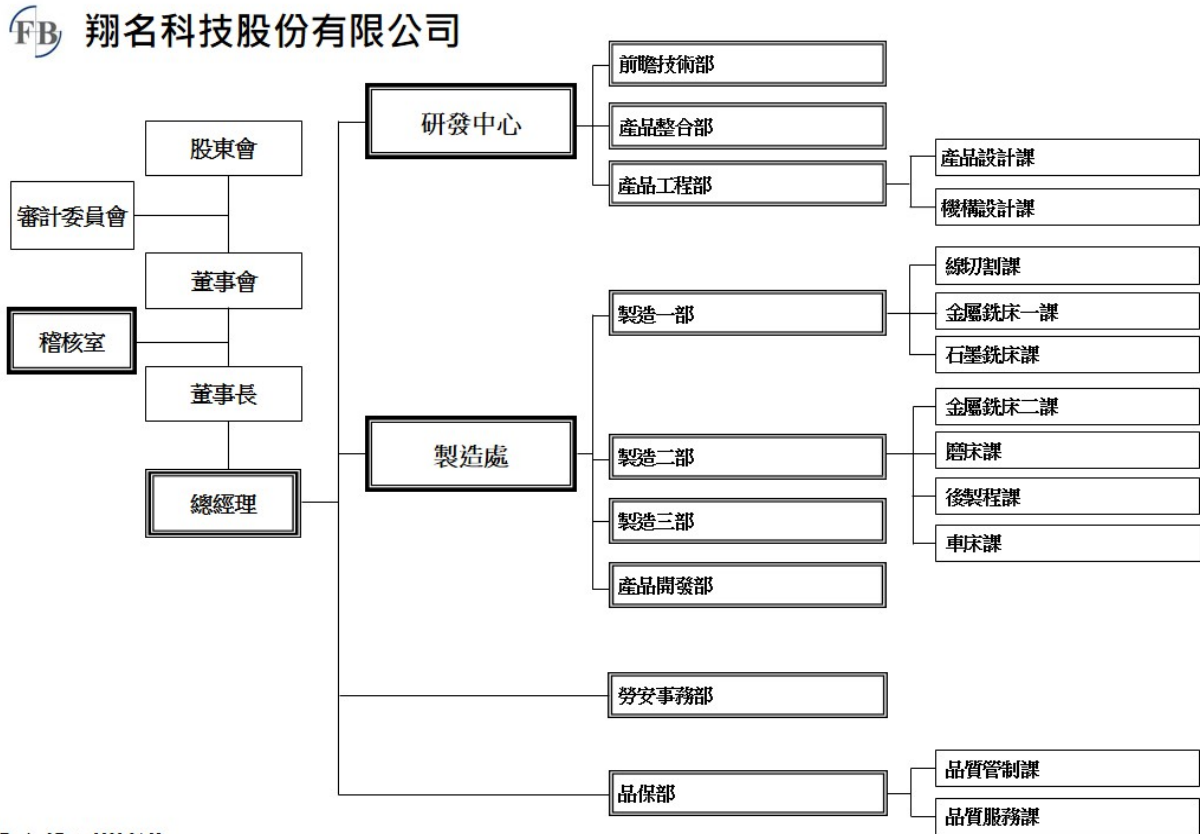 FB 翔名科技股份有限公司
股東會
審計委員會
董事會
稽核室
董事長
總經理
研發中心
前瞻技術部
產品整合部
產品工程部
產品設計課
機構設計課
製造處
製造一部
線切割課
金屬銑床一課
石墨銑床課
製造二部
金屬銑床二課
磨床課
後製程課
車床課
製造三部
產品開發部
勞安事務部
品保部
品質管制課
品質服務課